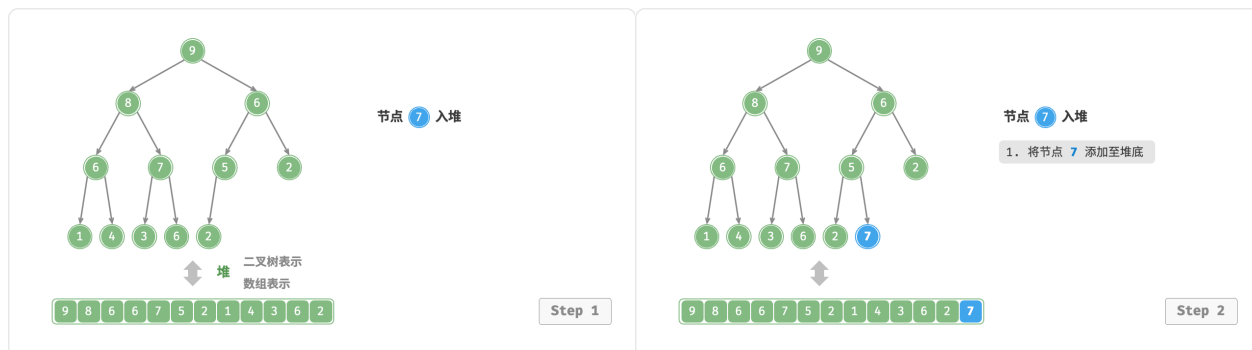 9
8 6
节点 7 入堆
6 7 5 2
1 4 3 6 2
堆
二叉树表示
数组表示
9 8 6 6 7 5 2 1 4 3 6 2
Step 1
9
8 6
节点 7 入堆
1. 将节点 7 添加至堆底
6 7 5 2
1 4 3 6 2 7
9 8 6 6 7 5 2 1 4 3 6 2 7
Step 2